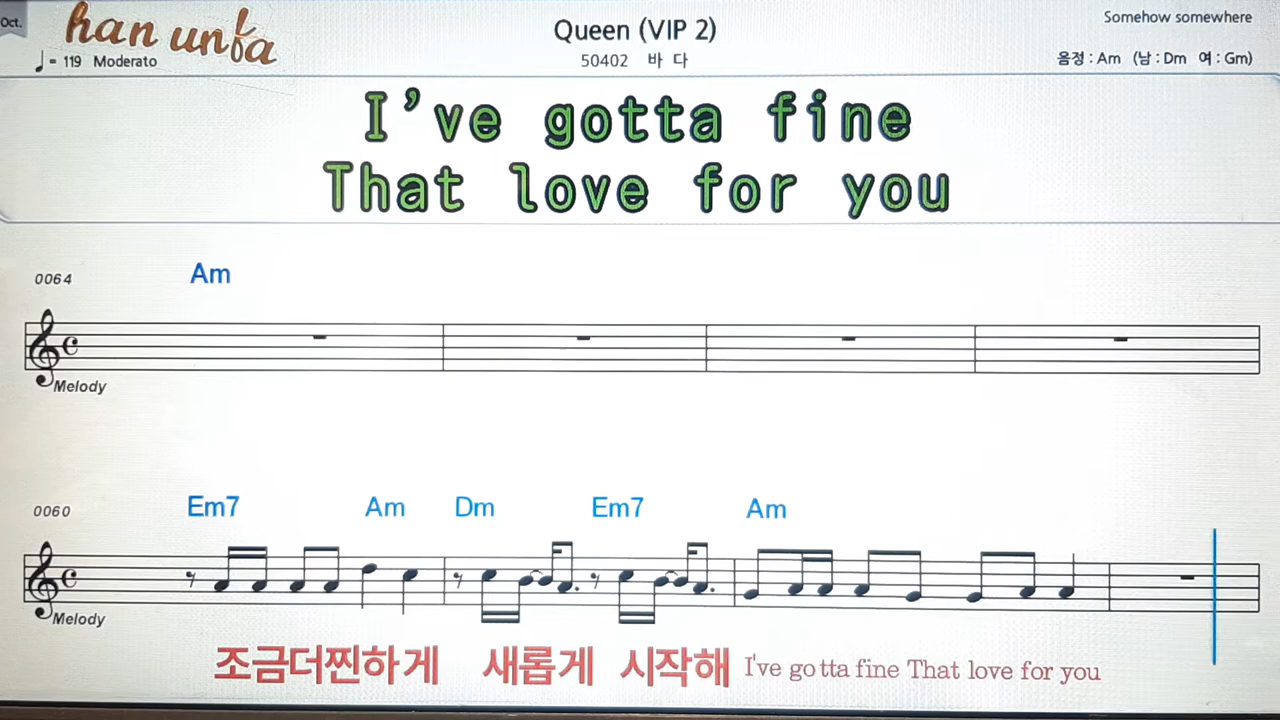 Oct.
han unfa
Queen (VIP 2)
Somehow somewhere
♩= 119 Moderato
50402 바 다
음정 : Am (남 : Dm 여 : Gm)
I've gotta fine
That love for you
0064
Am
Melody
0060
Em7 Am Dm Em7 Am
Melody
조금더찐하게 새롭게 시작해 I've go tta fine That love for you